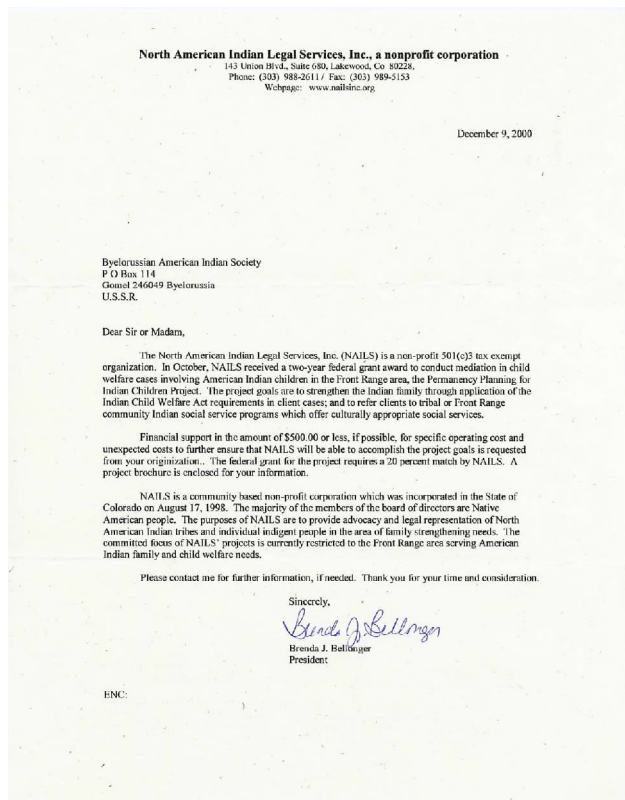 North American Indian Legal Services, Inc., a nonprofit corporation
143 Union Blvd., Suite 680, Lakewood, Co 80228,
Phone: (303) 988-2611 / Fax: (303) 989-5153
Webpage: www.nailsinc.org
December 9, 2000
Byelorussian American Indian Society
P O Box 114
Gomel 246049 Byelorussia
U.S.S.R.
Dear Sir or Madam,
The North American Indian Legal Services, Inc. (NAILS) is a non-profit 501(c)3 tax exempt
organization. In October, NAILS received a two-year federal grant award to conduct mediation in child
welfare cases involving American Indian children in the Front Range area, the Permanency Planning for
Indian Children Project. The project goals are to strengthen the Indian family through application of the
Indian Child Welfare Act requirements in client cases; and to refer clients to tribal or Front Range
community Indian social service programs which offer culturally appropriate social services.
Financial support in the amount of $500.00 or less, if possible, for specific operating cost and
unexpected costs to further ensure that NAILS will be able to accomplish the project goals is requested
from your originization.. The federal grant for the project requires a 20 percent match by NAILS. A
project brochure is enclosed for your information.
NAILS is a community based non-profit corporation which was incorporated in the State of
Colorado on August 17, 1998. The majority of the members of the board of directors are Native
American people. The purposes of NAILS are to provide advocacy and legal representation of North
American Indian tribes and individual indigent people in the area of family strengthening needs. The
committed focus of NAILS' projects is currently restricted to the Front Range area serving American
Indian family and child welfare needs.
Please contact me for further information, if needed. Thank you for your time and consideration.
Sincerely,
Brenda J. Bellonger
Brenda J. Bellonger
President
ENC: